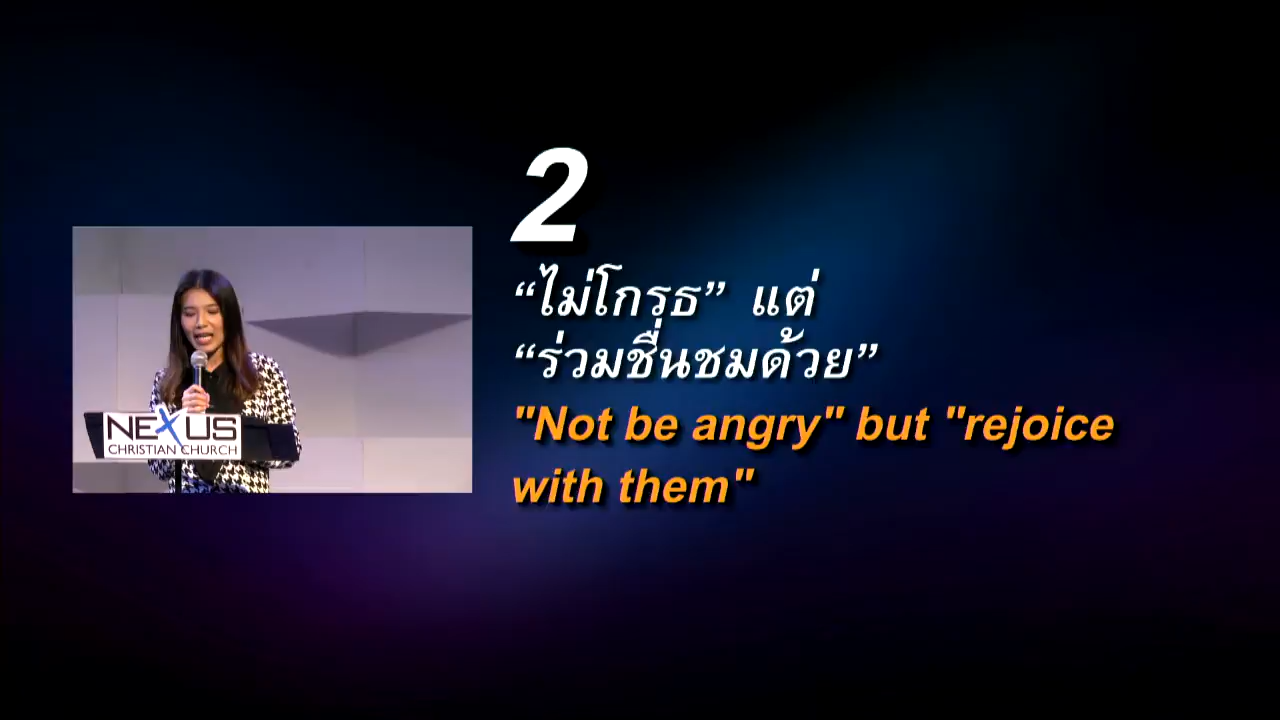 NEXUS
CHRISTIAN CHURCH
2
“ไม่โกรธ” แต่
“ร่วมชื่นชมด้วย”
"Not be angry" but "rejoice
with them"